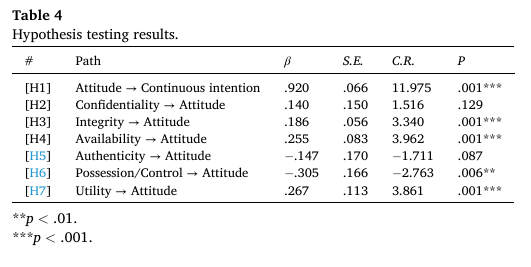 Table 4
Hypothesis testing results.
# Path β S.E. C.R. P
[H1] Attitude → Continuous intention .920 .066 11.975 .001***
[H2] Confidentiality → Attitude .140 .150 1.516 .129
[H3] Integrity → Attitude .186 .056 3.340 .001***
[H4] Availability → Attitude .255 .083 3.962 .001***
[H5] Authenticity → Attitude −.147 .170 −1.711 .087
[H6] Possession/Control → Attitude −.305 .166 −2.763 .006**
[H7] Utility → Attitude .267 .113 3.861 .001***
**p < .01.
***p < .001.